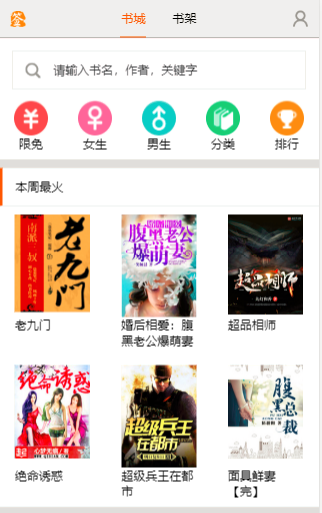 书城 书架
请输入书名，作者，关键字
限免 女生 男生 分类 排行
本周最火
南派 奴
老九门
腹黑老公
爆萌妻
超品相师
老九门
婚后相爱：腹
黑老公爆萌妻
超品相师
绝命诱惑
超级兵王
在都市
腹黑总裁
绝命诱惑
超级兵王在都
市
面具鲜妻
【完】